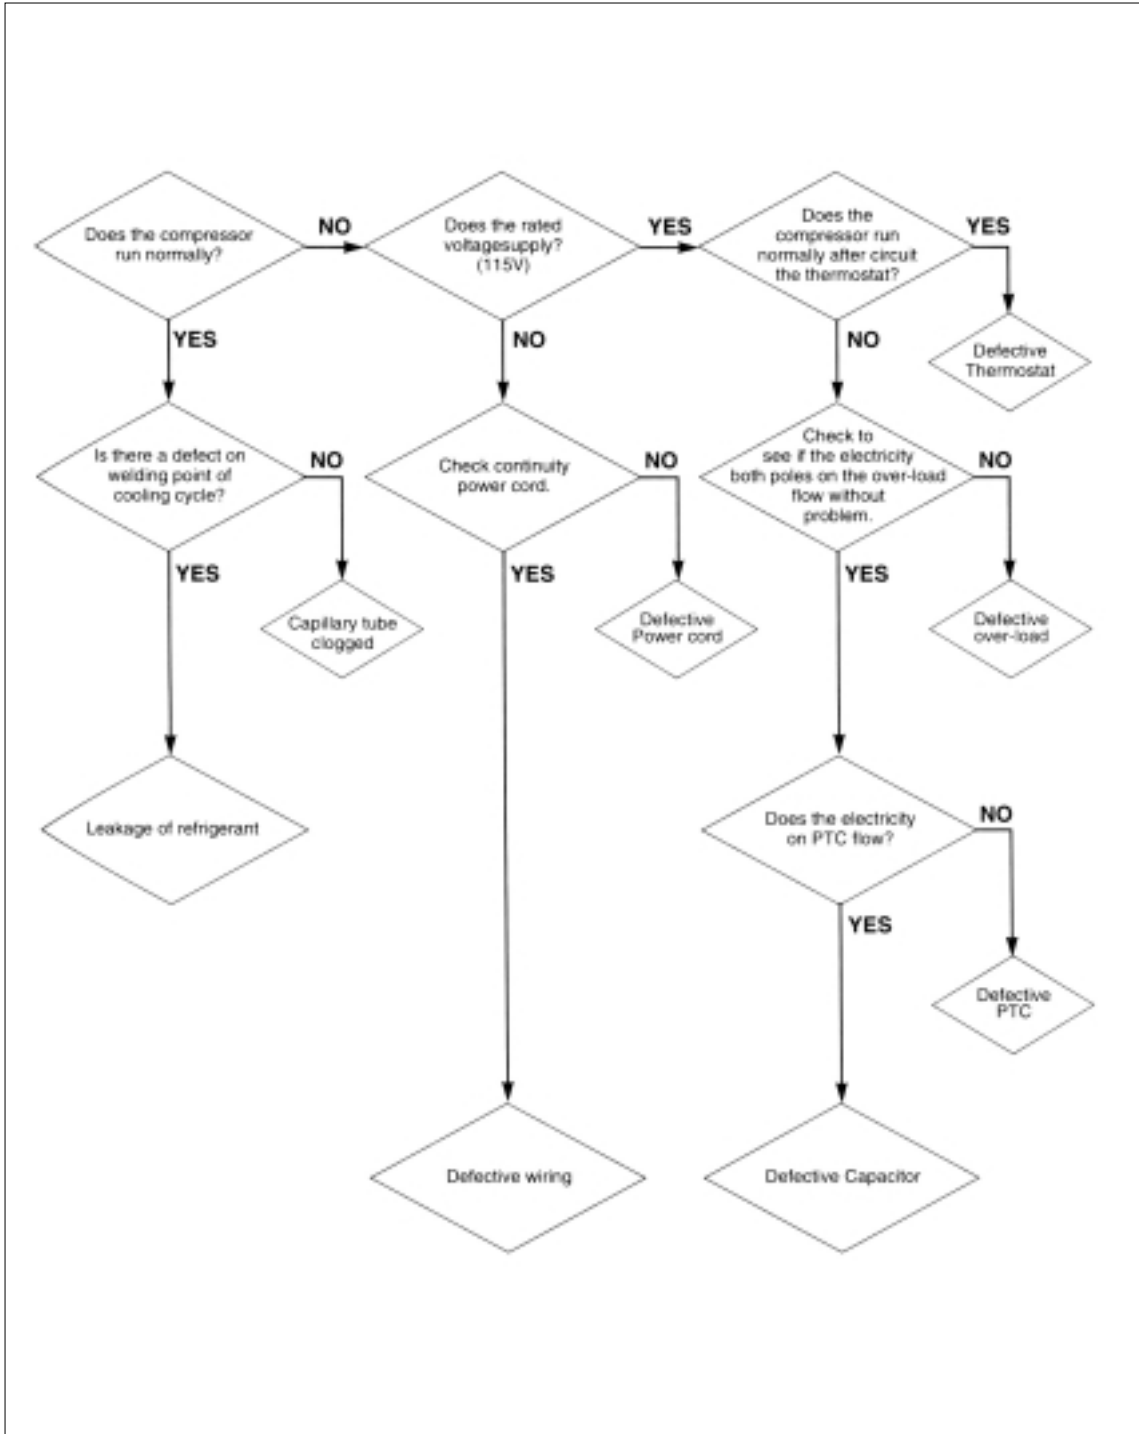 Does the compressor
run normally?
NO
Does the rated
voltagesupply?
(115V)
YES
Does the
compressor run
normally after circuit
the thermostat?
YES
Defective
Thermostat
YES
NO
NO
Is there a defect on
welding point of
cooling cycle?
NO
Check continuity
power cord.
NO
Check to
see if the electricity
both poles on the over-load
flow without
problem.
NO
YES
Capillary tube
clogged
YES
Defective
Power cord
YES
Defective
over-load
Leakage of refrigerant
Does the electricity
on PTC flow?
NO
YES
Defective
PTC
Defective wiring
Defective Capacitor